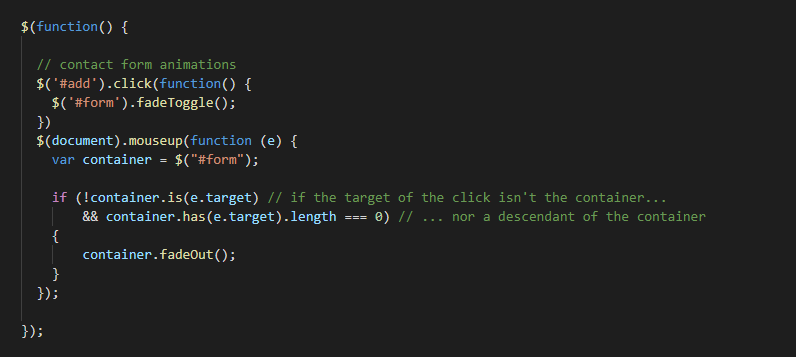 $(function() {
// contact form animations
$('#add').click(function() {
$('#form').fadeToggle();
})
$(document).mouseup(function (e) {
var container = $("#form");
if (!container.is(e.target) // if the target of the click isn't the container...
&& container.has(e.target).length === 0) // ... nor a descendant of the container
{
container.fadeOut();
}
});
});